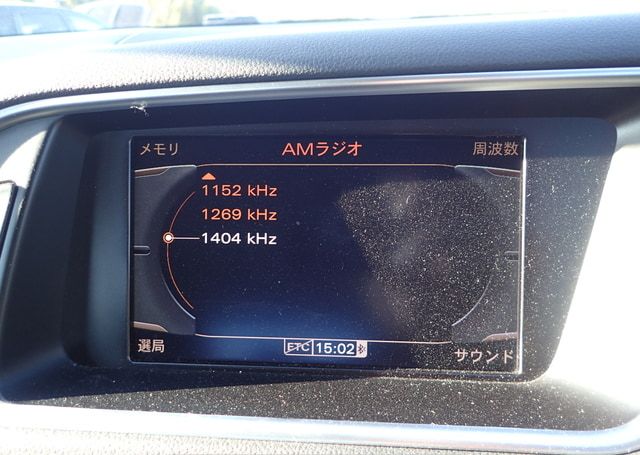 メモリ AMラジオ 周波数
1152 kHz
1269 kHz
1404 kHz
選局 ETC 15:02 サウンド